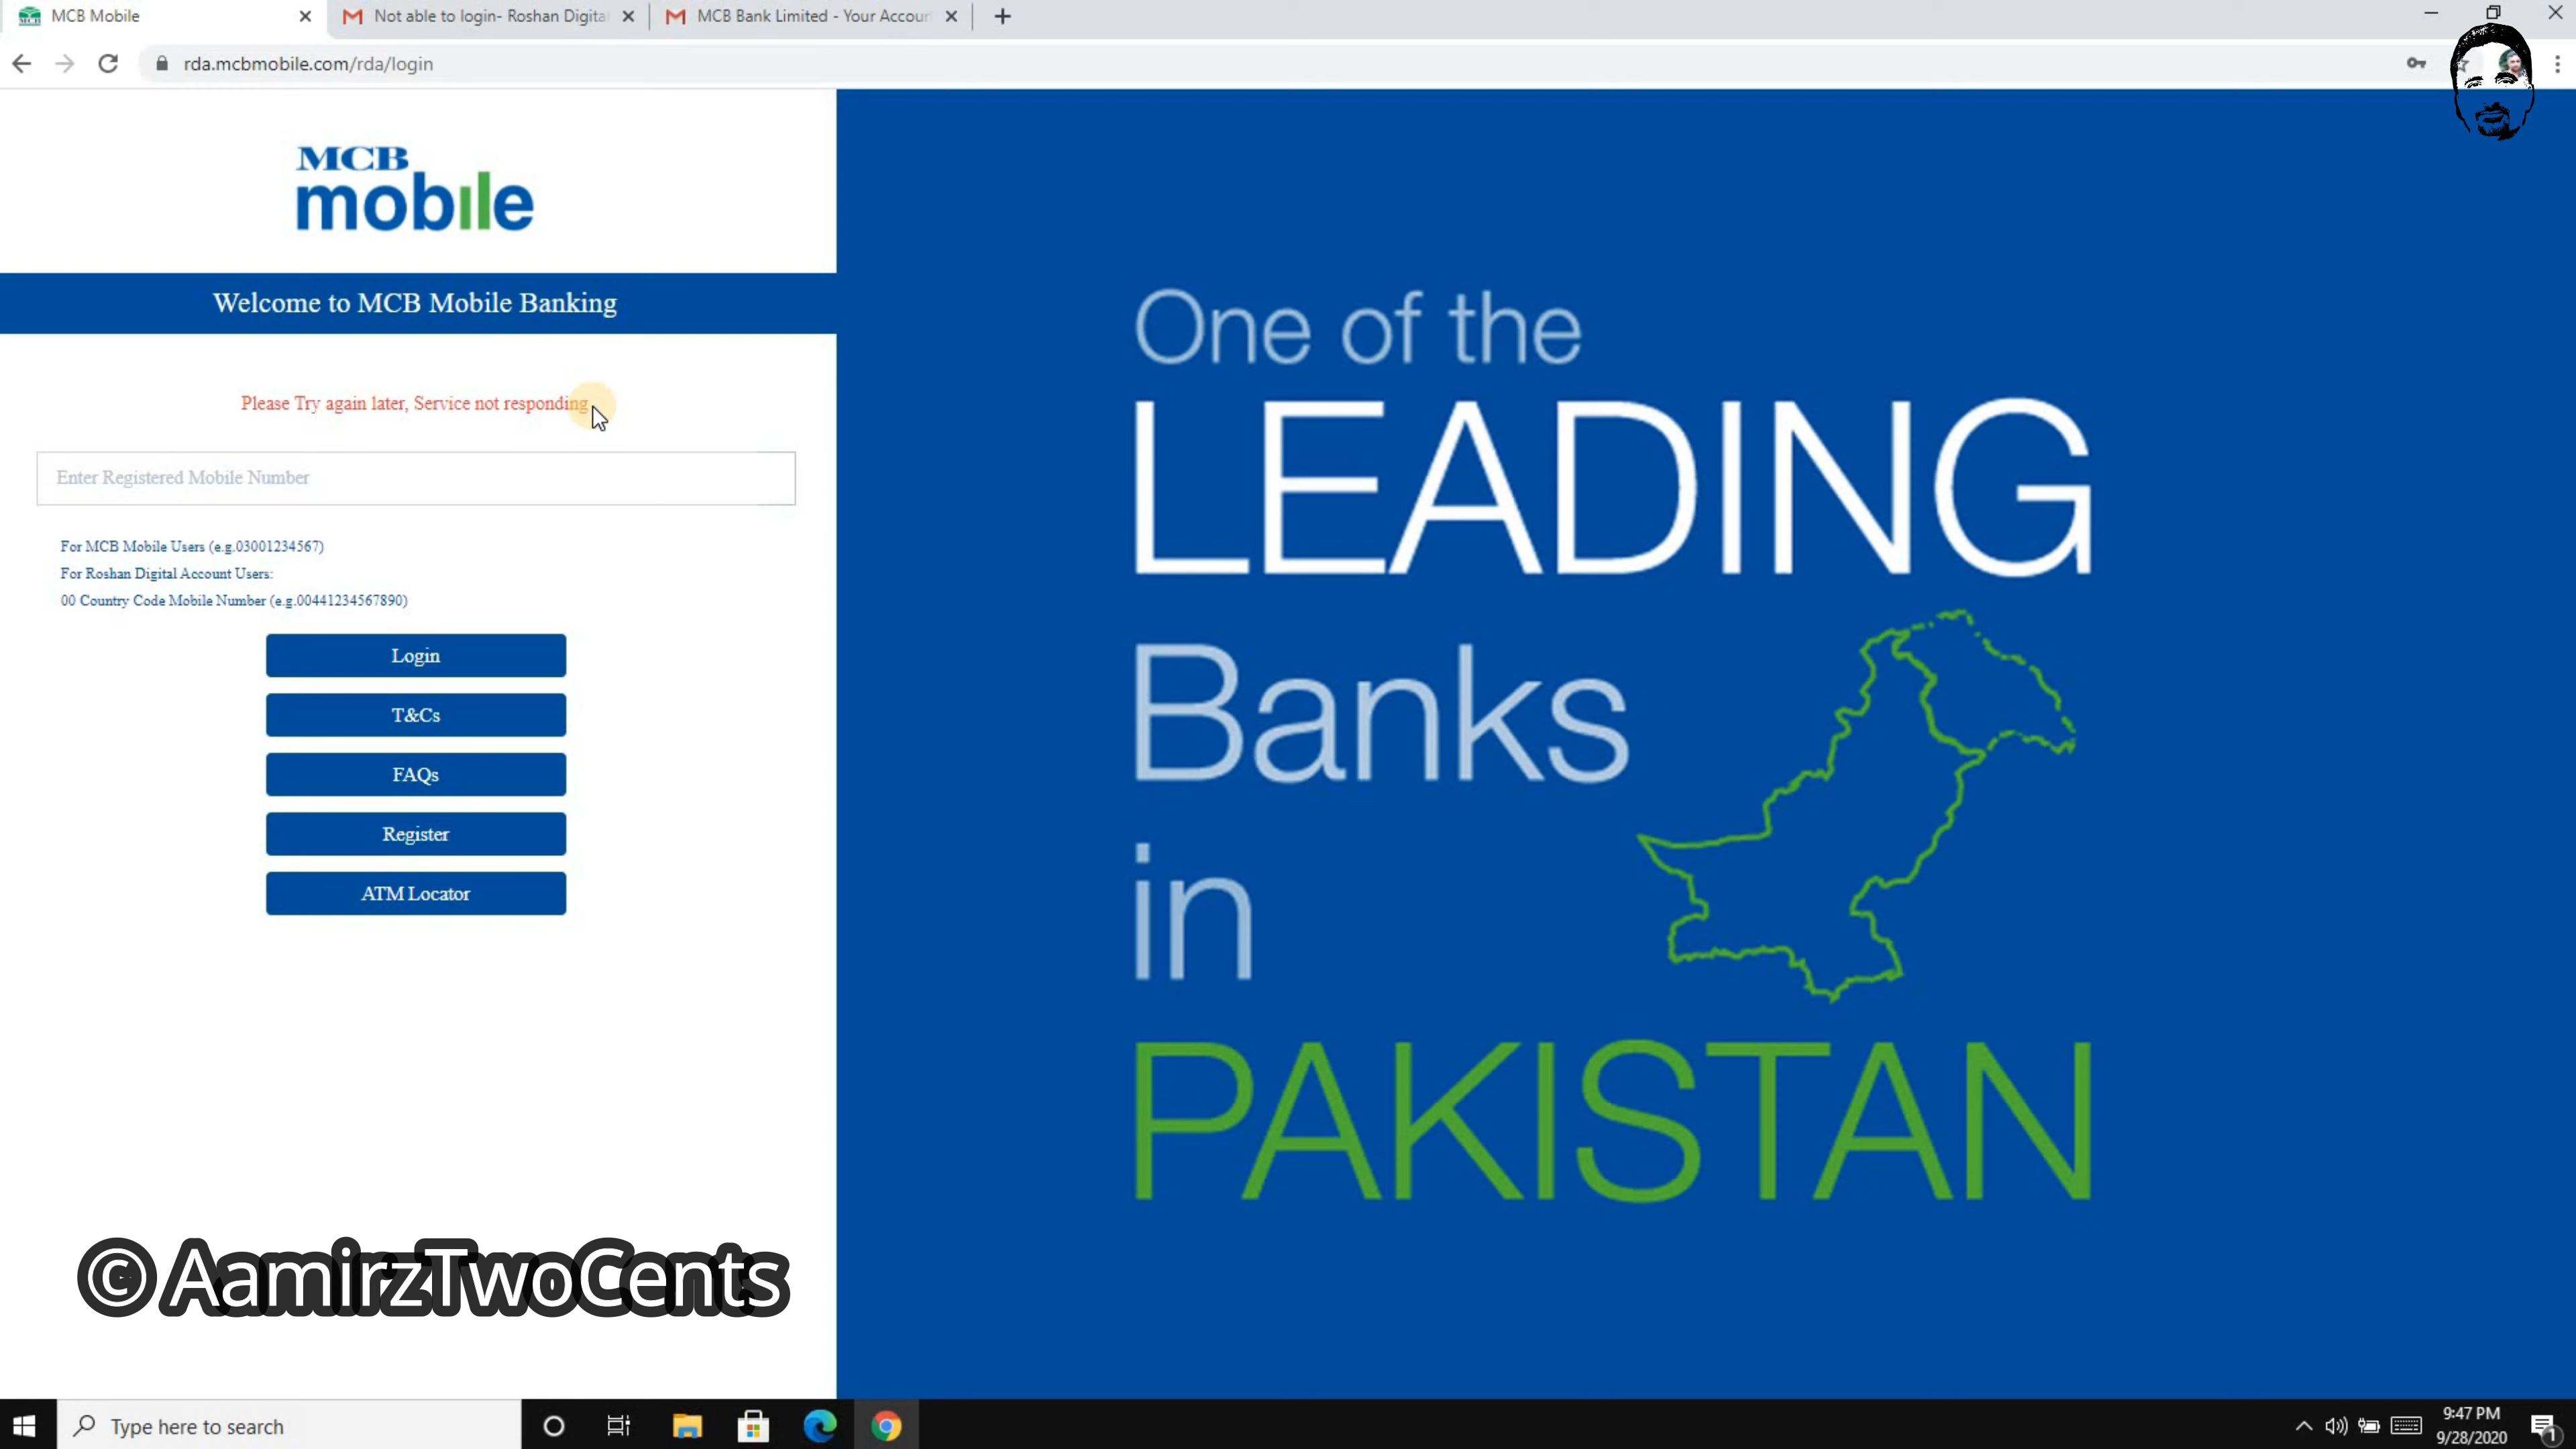 MCB Mobile
Not able to login- Roshan Digital
MCB Bank Limited - Your Accoun
rda.mcbmobile.com/rda/login
MCB
mobile
Welcome to MCB Mobile Banking
Please Try again later, Service not responding
Enter Registered Mobile Number
For MCB Mobile Users (e.g.03001234567)
For Roshan Digital Account Users:
00 Country Code Mobile Number (e.g.00441234567890)
Login
T&Cs
FAQs
Register
ATM Locator
One of the
LEADING
Banks
in
PAKISTAN
©AamirzTwoCents
Type here to search
9:47 PM
9/28/2020
1